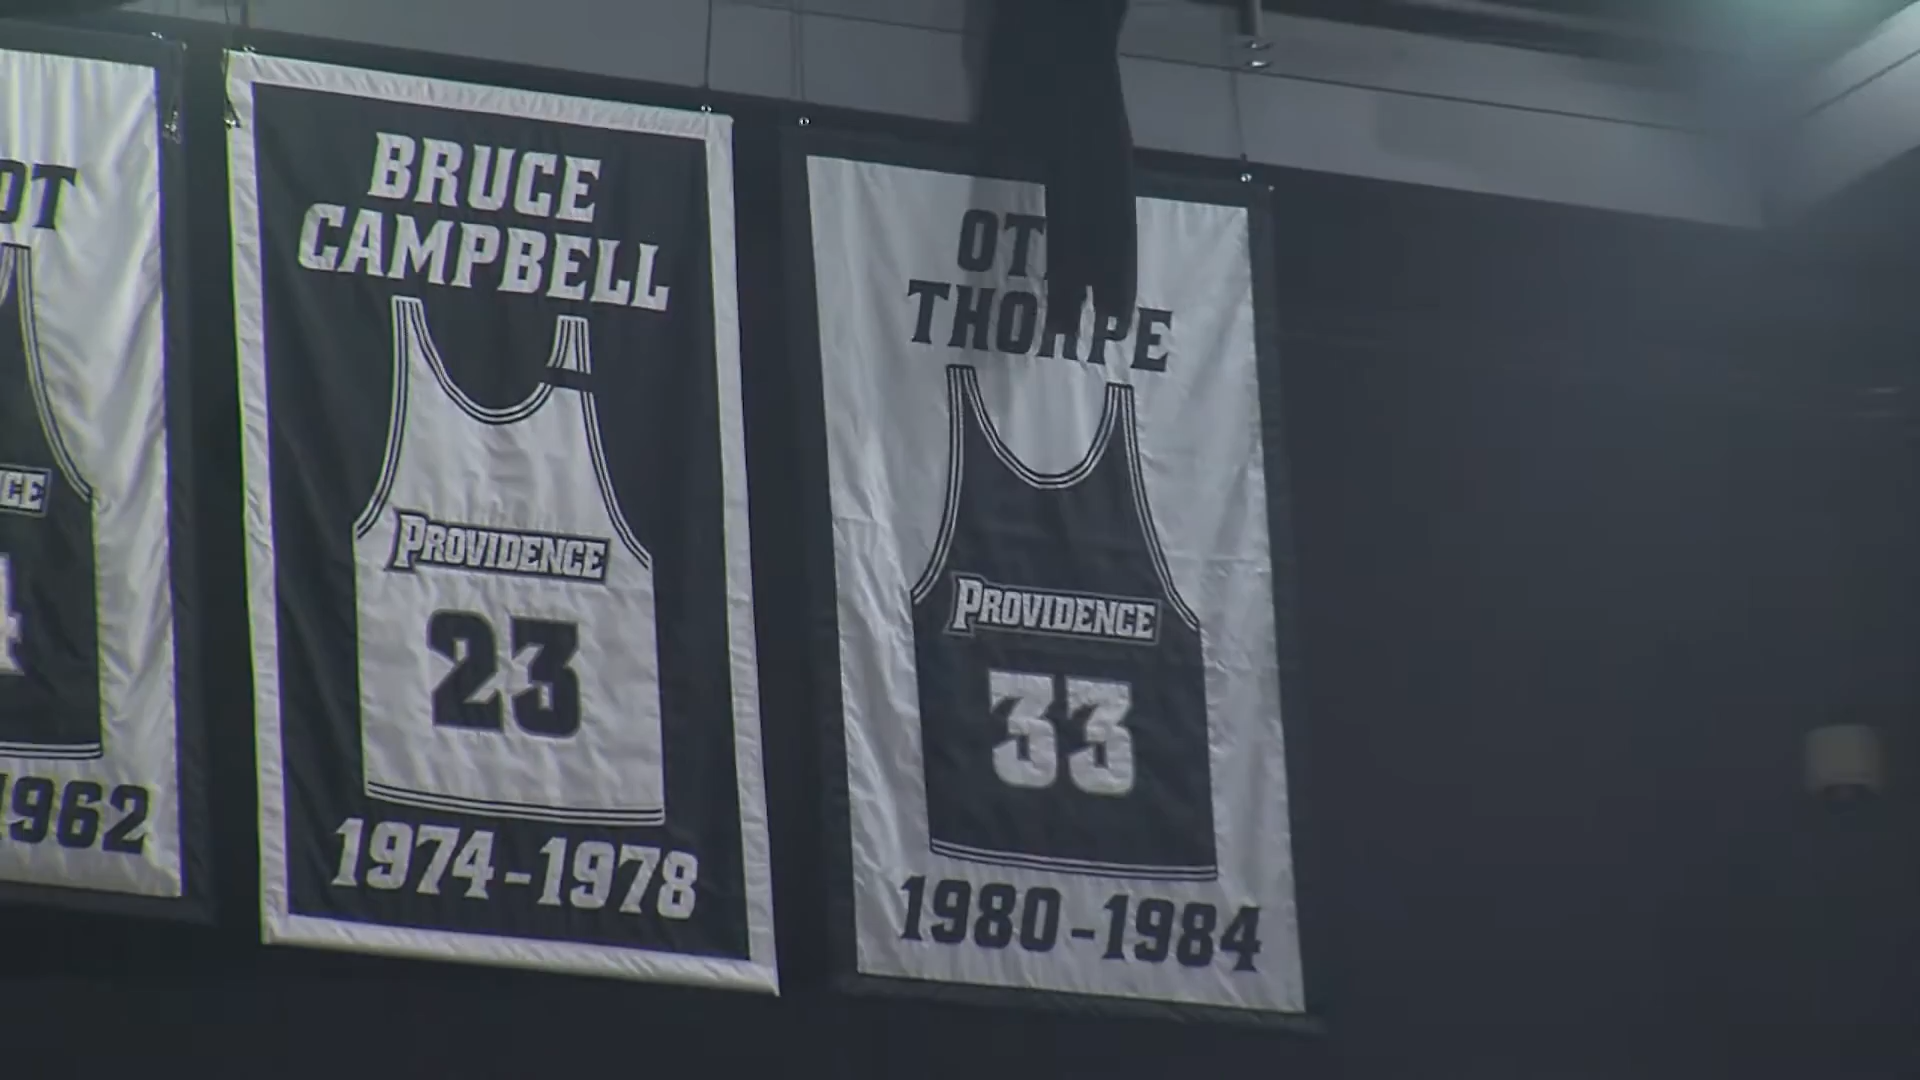 1962
BRUCE
CAMPBELL
PROVIDENCE
23
1974-1978
THORPE
PROVIDENCE
33
1980-1984